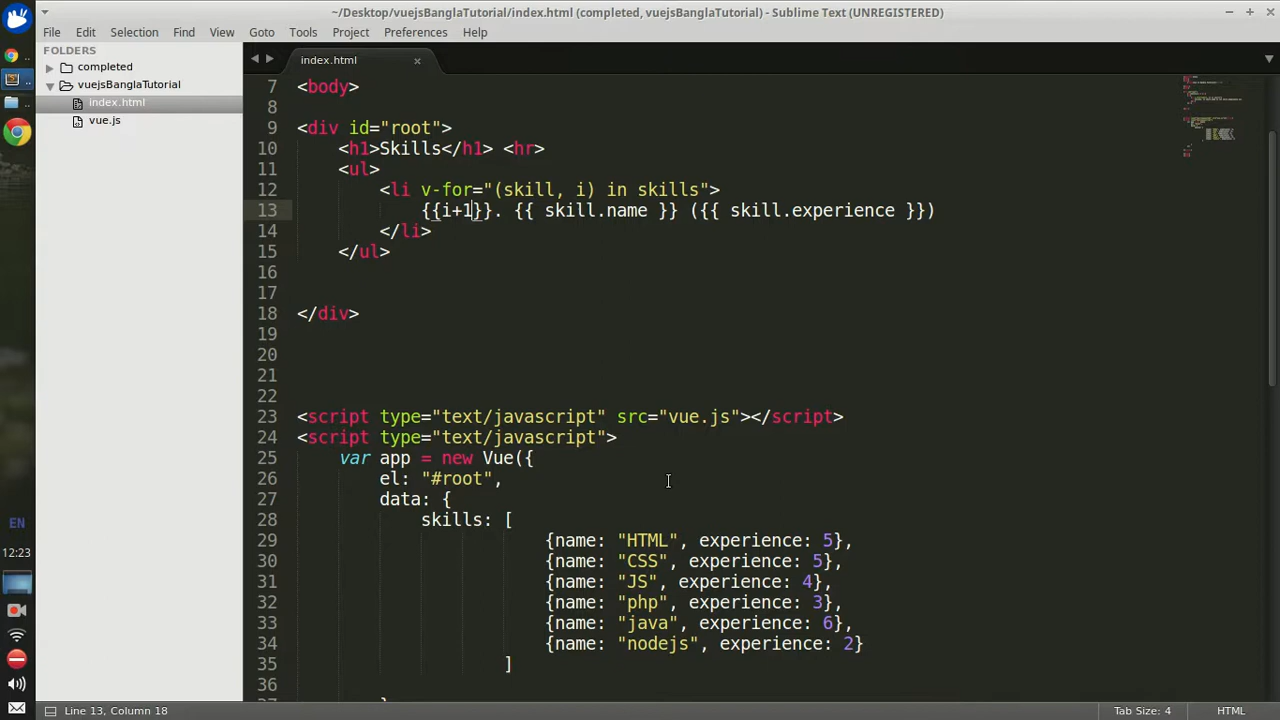 ~/Desktop/vuejsBanglaTutorial/index.html (completed, vuejsBanglaTutorial) - Sublime Text (UNREGISTERED)
File Edit Selection Find View Goto Tools Project Preferences Help
FOLDERS
completed
vuejsBanglaTutorial
index.html
vue.js
index.html
7 <body>
8
9 <div id="root">
10     <h1>Skills</h1> <hr>
11     <ul>
12         <li v-for="(skill, i) in skills">
13             {{i+1}}. {{ skill.name }} ({{ skill.experience }})
14         </li>
15     </ul>
16
17
18 </div>
19
20
21
22
23 <script type="text/javascript" src="vue.js"></script>
24 <script type="text/javascript">
25     var app = new Vue({
26         el: "#root",
27         data: {
28             skills: [
29                         {name: "HTML", experience: 5},
30                         {name: "CSS", experience: 5},
31                         {name: "JS", experience: 4},
32                         {name: "php", experience: 3},
33                         {name: "java", experience: 6},
34                         {name: "nodejs", experience: 2}
35                     ]
36
EN
12:23
Line 13, Column 18
Tab Size: 4
HTML